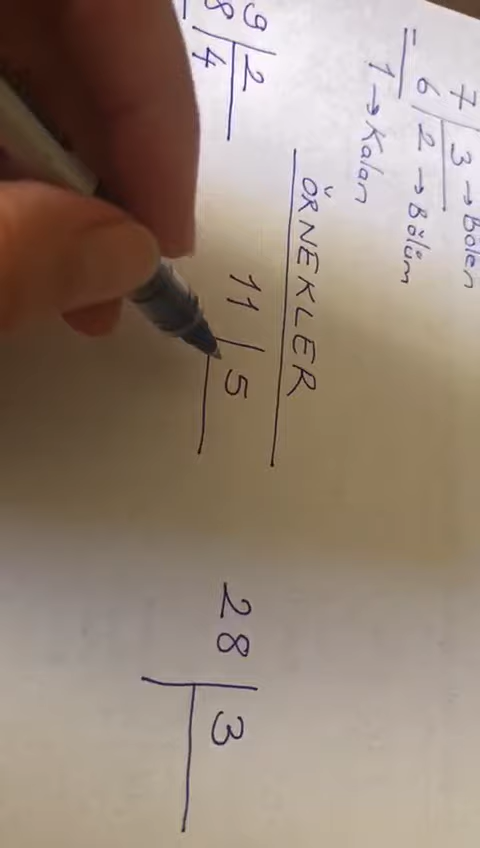 7 3 → Bölen
6 2 → Bölüm
1 → Kalan
9 2
8 4
ÖRNEKLER
11 5
28 3